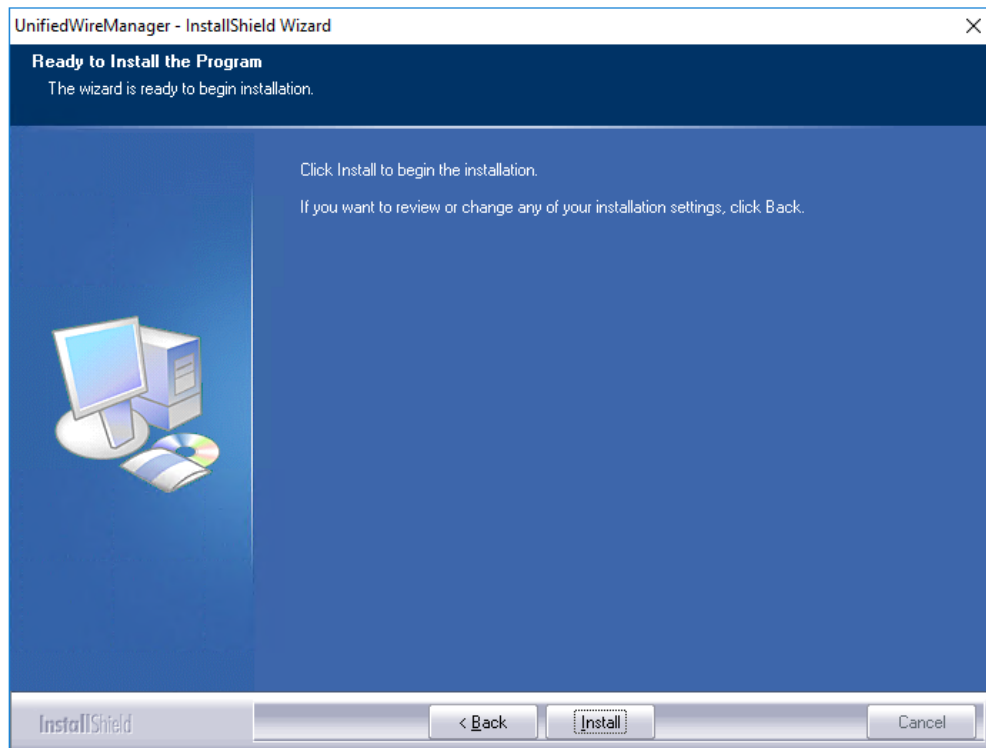 UnifiedWireManager - InstallShield Wizard
Ready to Install the Program
The wizard is ready to begin installation.
Click Install to begin the installation.
If you want to review or change any of your installation settings, click Back.
InstallShield
< Back
Install
Cancel